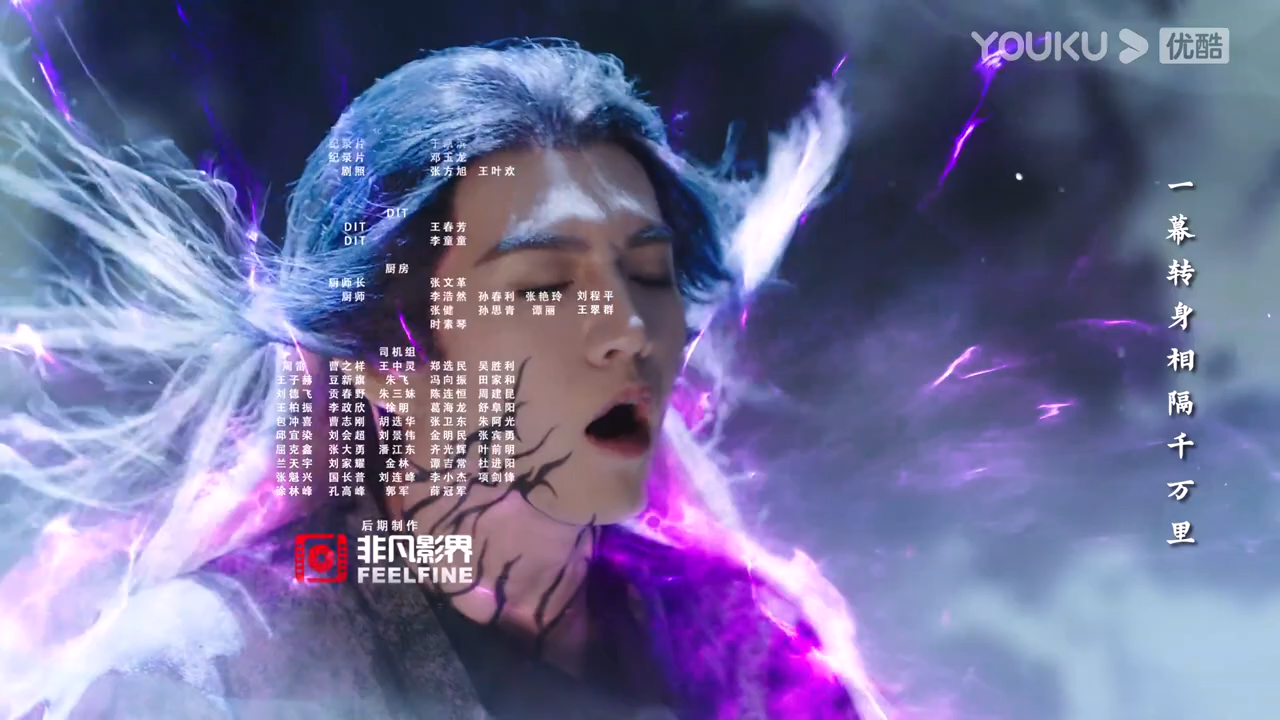 YOUKU 优酷
纪录片 于凯滨
纪录片 邓玉龙
剧照 张方旭 王叶欢
DIT
DIT 王春芳
DIT 李童童
厨房
厨师长 张文革
厨师 李浩然 孙春利 张艳玲 刘程平
张健 孙思青 谭丽 王翠群
时素琴
司机组
周雷 曹之样 王中灵 郑选民 吴胜利
王子赫 豆新旗 朱飞 冯向振 田家和
刘德飞 贡春野 朱三妹 陈连恒 周建昆
王柏振 李政欣 徐明 葛海龙 舒阜阳
包冲喜 曹志刚 胡选华 张卫东 朱阿光
邱宜染 刘会超 刘景伟 金明民 张宾勇
屈克鑫 张大勇 潘江东 齐光辉 叶前明
兰天宇 刘家耀 金林 谭吉常 杜进阳
张魁兴 国长普 刘连峰 李小杰 项剑锋
涂林峰 孔高峰 郭军 薛冠军
后期制作
非凡影界
FEELFINE
一幕转身相隔千万里